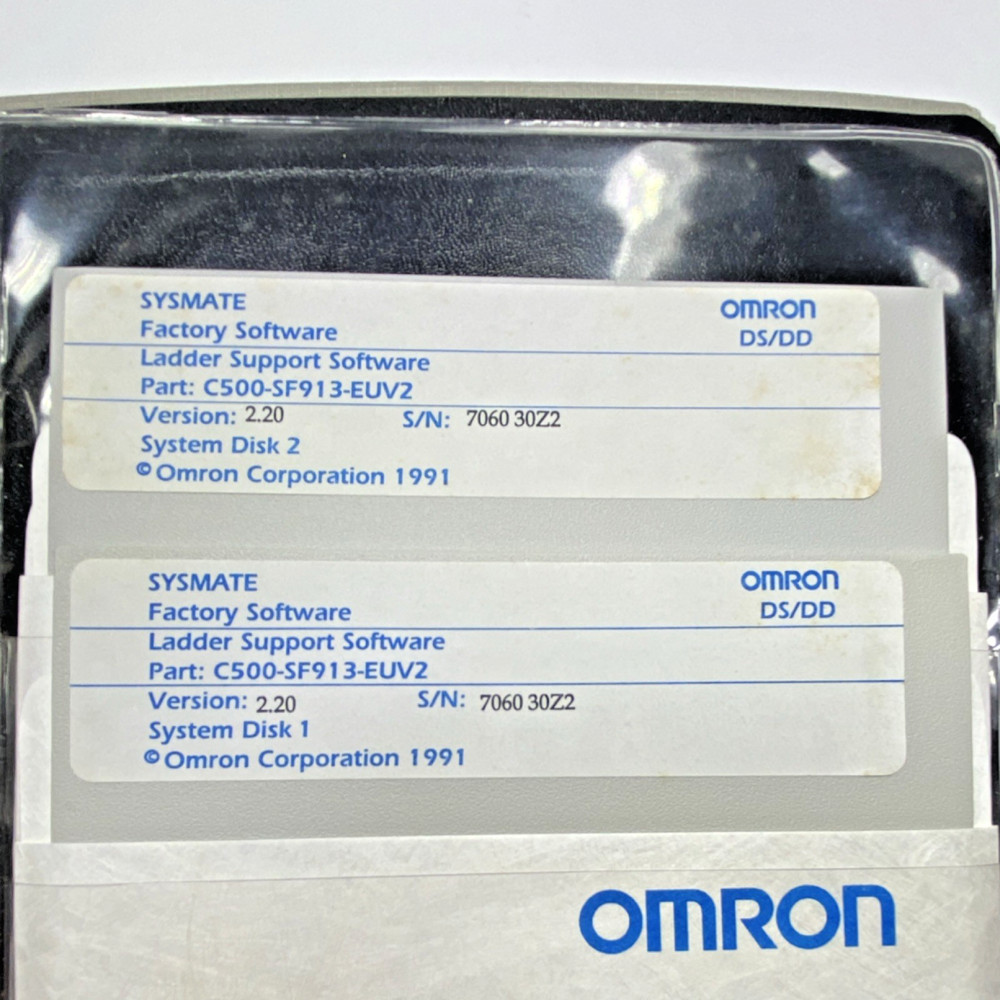 SYSMATE OMRON
Factory Software DS/DD
Ladder Support Software
Part: C500-SF913-EUV2
Version: 2.20 S/N: 7060 30Z2
System Disk 2
© Omron Corporation 1991
SYSMATE OMRON
Factory Software DS/DD
Ladder Support Software
Part: C500-SF913-EUV2
Version: 2.20 S/N: 7060 30Z2
System Disk 1
© Omron Corporation 1991
OMRON